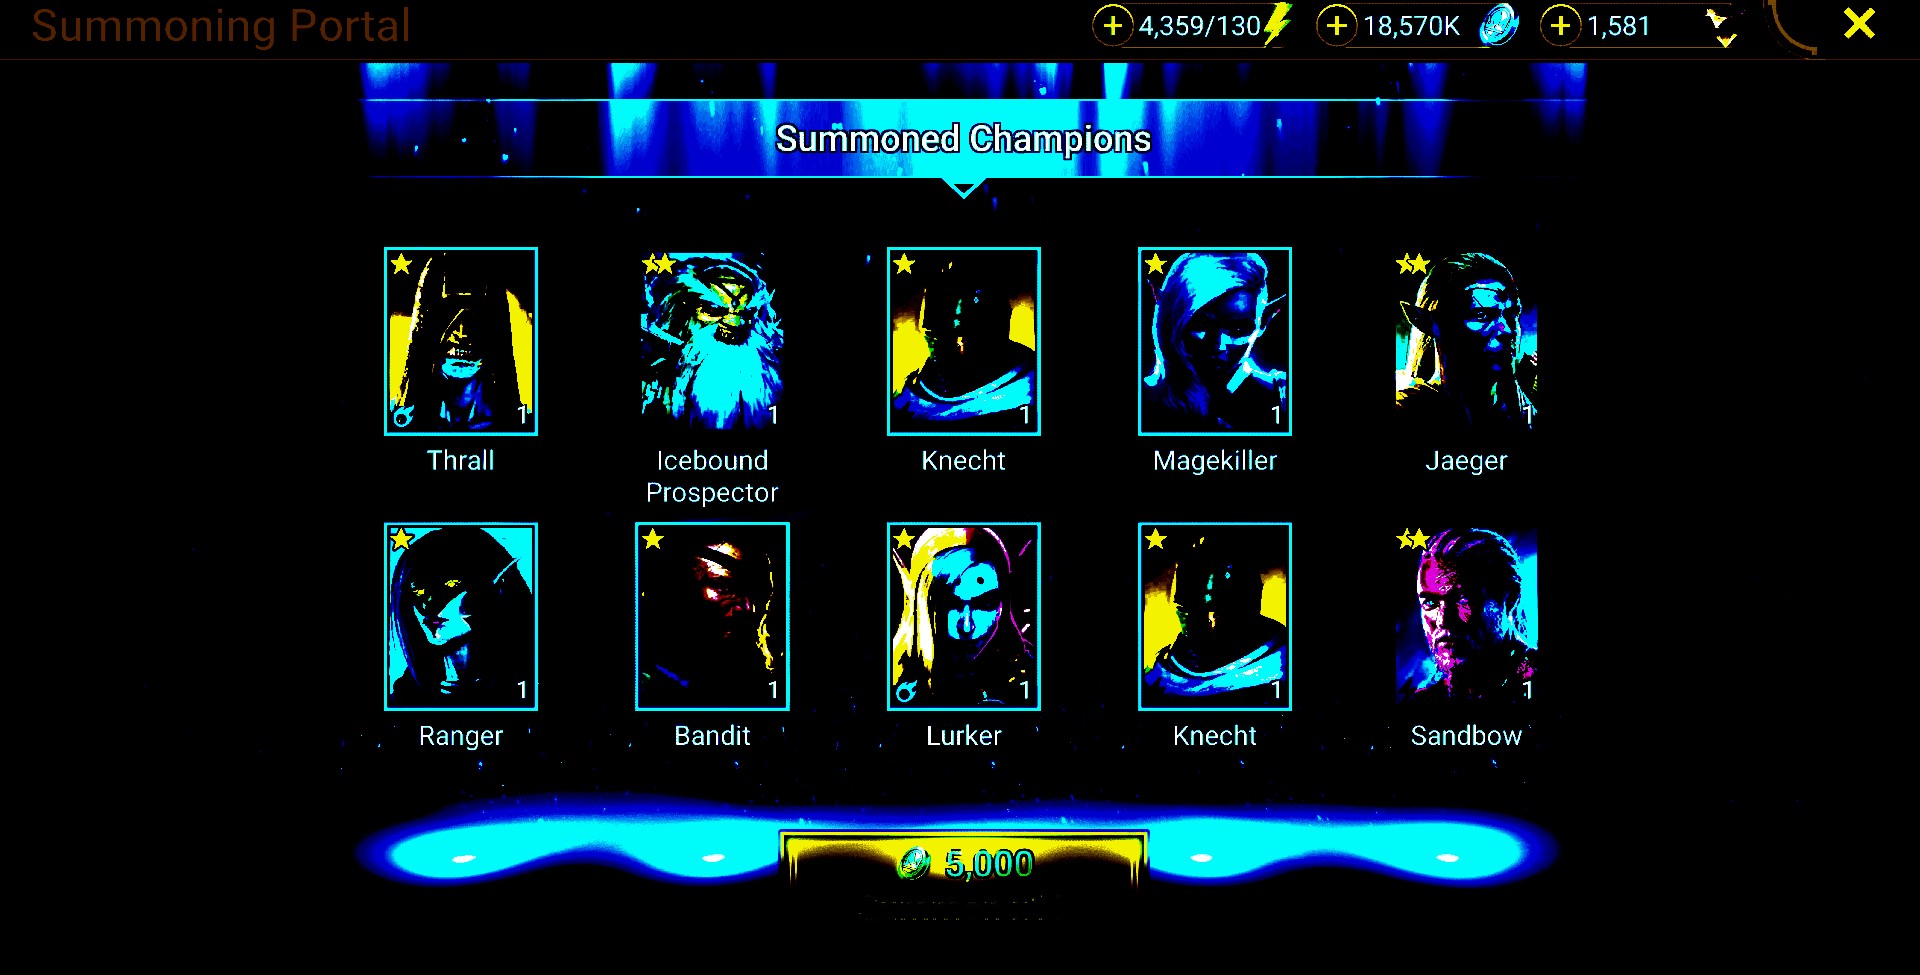 Summoning Portal
4,359/130
18,570K
1,581
Summoned Champions
1
1
1
1
1
Thrall
Icebound
Prospector
Knecht
Magekiller
Jaeger
1
1
1
1
1
Ranger
Bandit
Lurker
Knecht
Sandbow
5,000